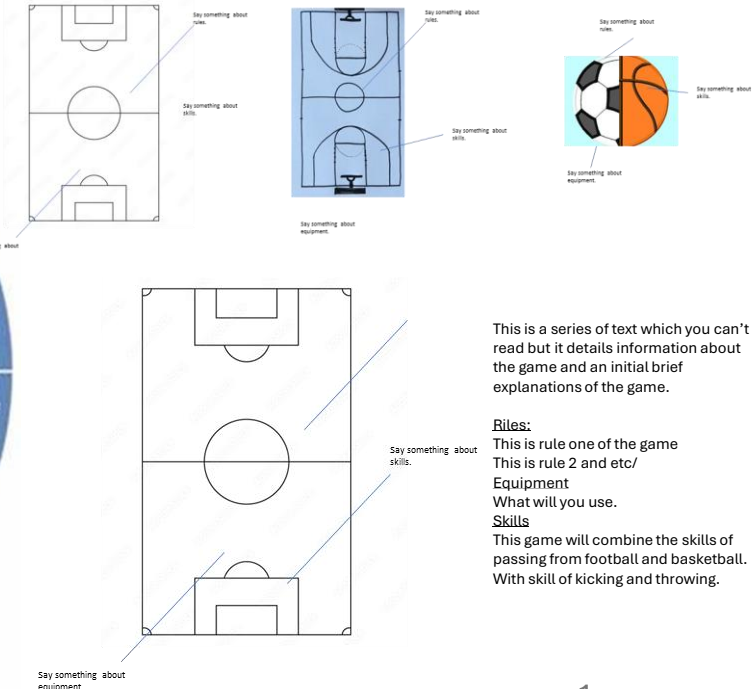 Say something about
rules.
Say something about
skills.
about
Say something about
rules.
Say something about
skills.
Say something about
equipment.
Say something about
rules.
Say something about
skills.
Say something about
equipment.
Say something about
skills.
Say something about
equipment
This is a series of text which you can't
read but it details information about
the game and an initial brief
explanations of the game.
Riles:
This is rule one of the game
This is rule 2 and etc/
Equipment
What will you use.
Skills
This game will combine the skills of
passing from football and basketball.
With skill of kicking and throwing.